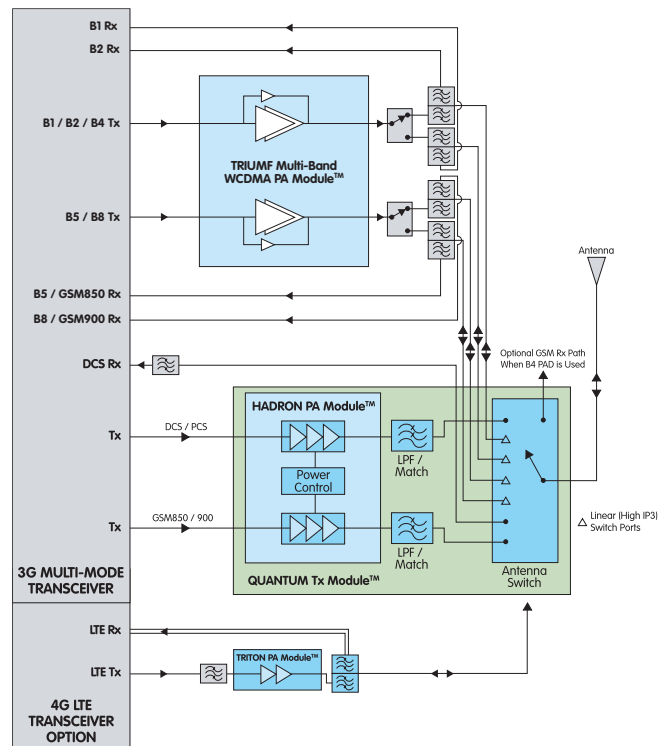 B1 Rx
B2 Rx
B1 / B2 / B4 Tx
TRIUMF Multi-Band
WCDMA PA Module™
B5 / B8 Tx
B5 / GSM850 Rx
B8 / GSM900 Rx
DCS Rx
Antenna
Optional GSM Rx Path
When B4 PAD is Used
HADRON PA Module™
Tx
DCS / PCS
LPF /
Match
Power
Control
Tx
GSM850 / 900
LPF /
Match
Linear (High IP3)
Switch Ports
Antenna
Switch
QUANTUM Tx Module™
3G MULTI-MODE
TRANSCEIVER
LTE Rx
LTE Tx
TRITON PA Module™
4G LTE
TRANSCEIVER
OPTION